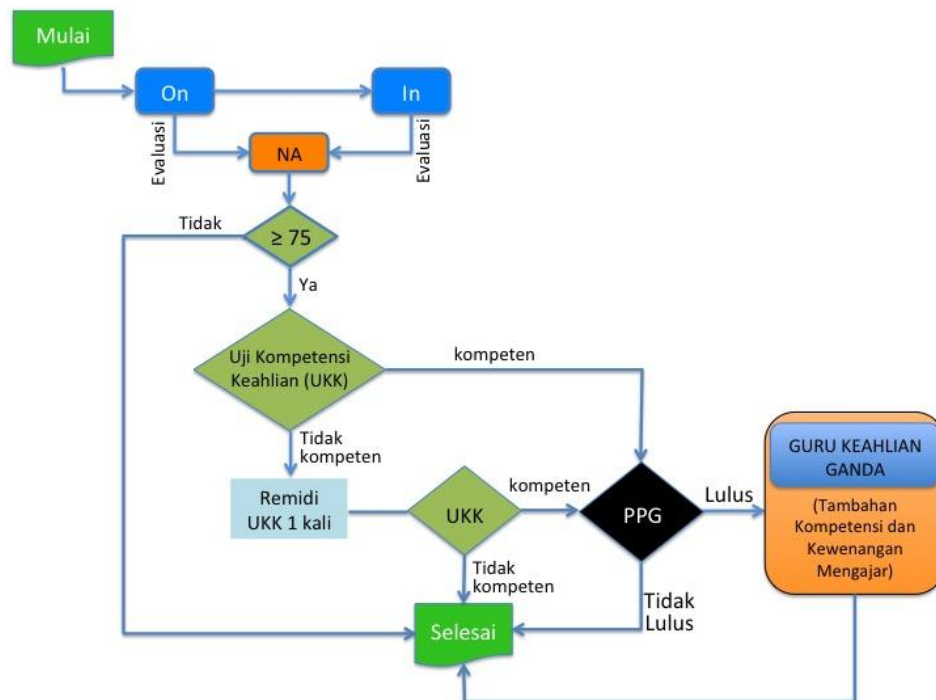 Mulai
On
In
Evaluasi
Evaluasi
NA
Tidak
≥ 75
Ya
Uji Kompetensi
Keahlian (UKK)
kompeten
Tidak
kompeten
Remidi
UKK 1 kali
UKK
kompeten
PPG
Lulus
GURU KEAHLIAN
GANDA
(Tambahan
Kompetensi dan
Kewenangan
Mengajar)
Tidak
kompeten
Tidak
Lulus
Selesai